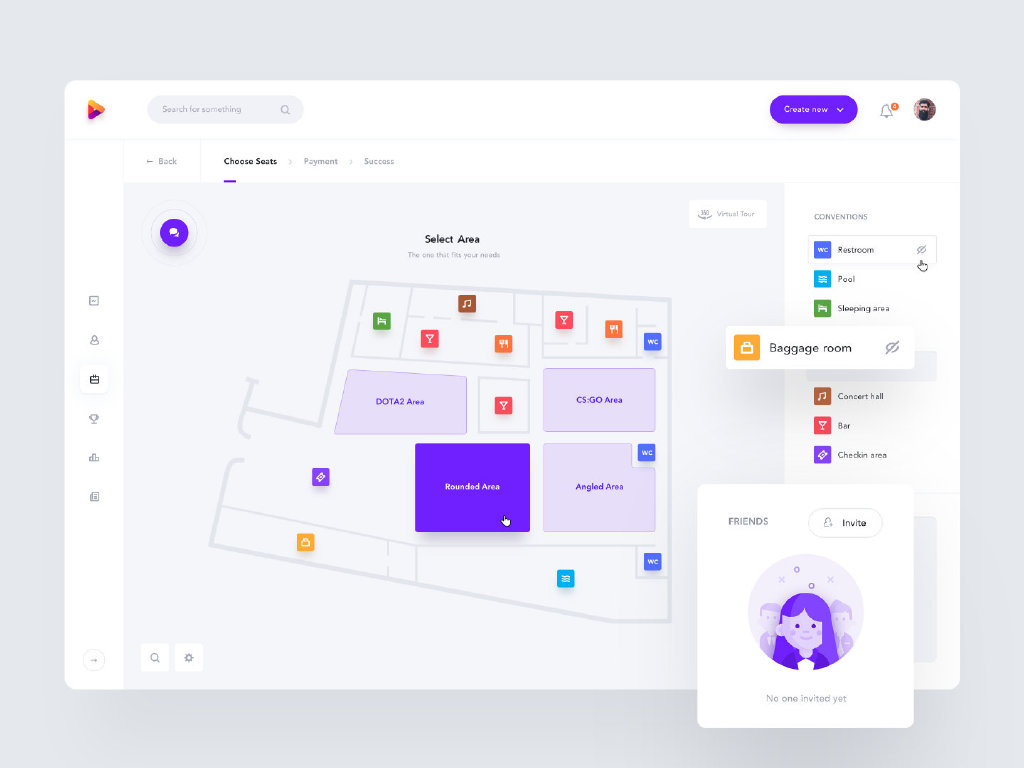 Search for something
Create new
4
← Back
Choose Seats
Payment
Success
360
Virtual Tour
Select Area
The one that fits your needs
WC
DOTA2 Area
CS:GO Area
WC
Rounded Area
Angled Area
WC
CONVENTIONS
WC Restroom
Pool
Sleeping area
Baggage room
Concert hall
Bar
Checkin area
FRIENDS
Invite
No one invited yet